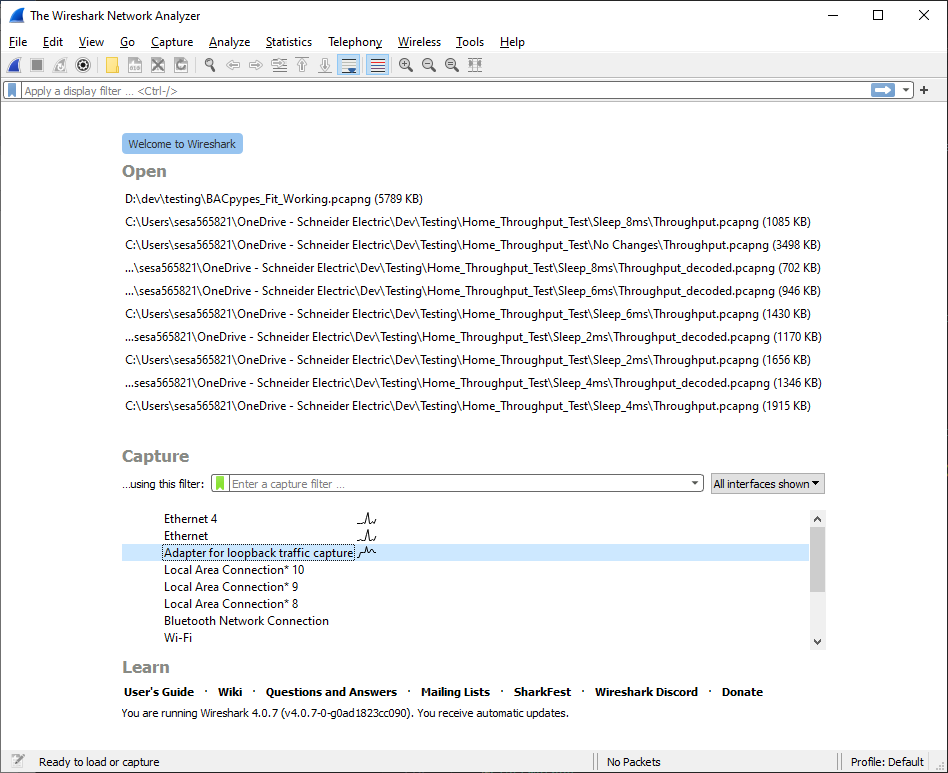 The Wireshark Network Analyzer
File Edit View Go Capture Analyze Statistics Telephony Wireless Tools Help
Apply a display filter ... <Ctrl-/>
Welcome to Wireshark
Open
D:\dev\testing\BACpypes_Fit_Working.pcapng (5789 KB)
C:\Users\sesa565821\OneDrive - Schneider Electric\Dev\Testing\Home_Throughput_Test\Sleep_8ms\Throughput.pcapng (1085 KB)
C:\Users\sesa565821\OneDrive - Schneider Electric\Dev\Testing\Home_Throughput_Test\No Changes\Throughput.pcapng (3498 KB)
...\sesa565821\OneDrive - Schneider Electric\Dev\Testing\Home_Throughput_Test\Sleep_8ms\Throughput_decoded.pcapng (702 KB)
...\sesa565821\OneDrive - Schneider Electric\Dev\Testing\Home_Throughput_Test\Sleep_6ms\Throughput_decoded.pcapng (946 KB)
C:\Users\sesa565821\OneDrive - Schneider Electric\Dev\Testing\Home_Throughput_Test\Sleep_6ms\Throughput.pcapng (1430 KB)
...sesa565821\OneDrive - Schneider Electric\Dev\Testing\Home_Throughput_Test\Sleep_2ms\Throughput_decoded.pcapng (1170 KB)
C:\Users\sesa565821\OneDrive - Schneider Electric\Dev\Testing\Home_Throughput_Test\Sleep_2ms\Throughput.pcapng (1656 KB)
...sesa565821\OneDrive - Schneider Electric\Dev\Testing\Home_Throughput_Test\Sleep_4ms\Throughput_decoded.pcapng (1346 KB)
C:\Users\sesa565821\OneDrive - Schneider Electric\Dev\Testing\Home_Throughput_Test\Sleep_4ms\Throughput.pcapng (1915 KB)
Capture
...using this filter: Enter a capture filter ... All interfaces shown
Ethernet 4
Ethernet
Adapter for loopback traffic capture
Local Area Connection* 10
Local Area Connection* 9
Local Area Connection* 8
Bluetooth Network Connection
Wi-Fi
Learn
User's Guide · Wiki · Questions and Answers · Mailing Lists · SharkFest · Wireshark Discord · Donate
You are running Wireshark 4.0.7 (v4.0.7-0-g0ad1823cc090). You receive automatic updates.
Ready to load or capture No Packets Profile: Default